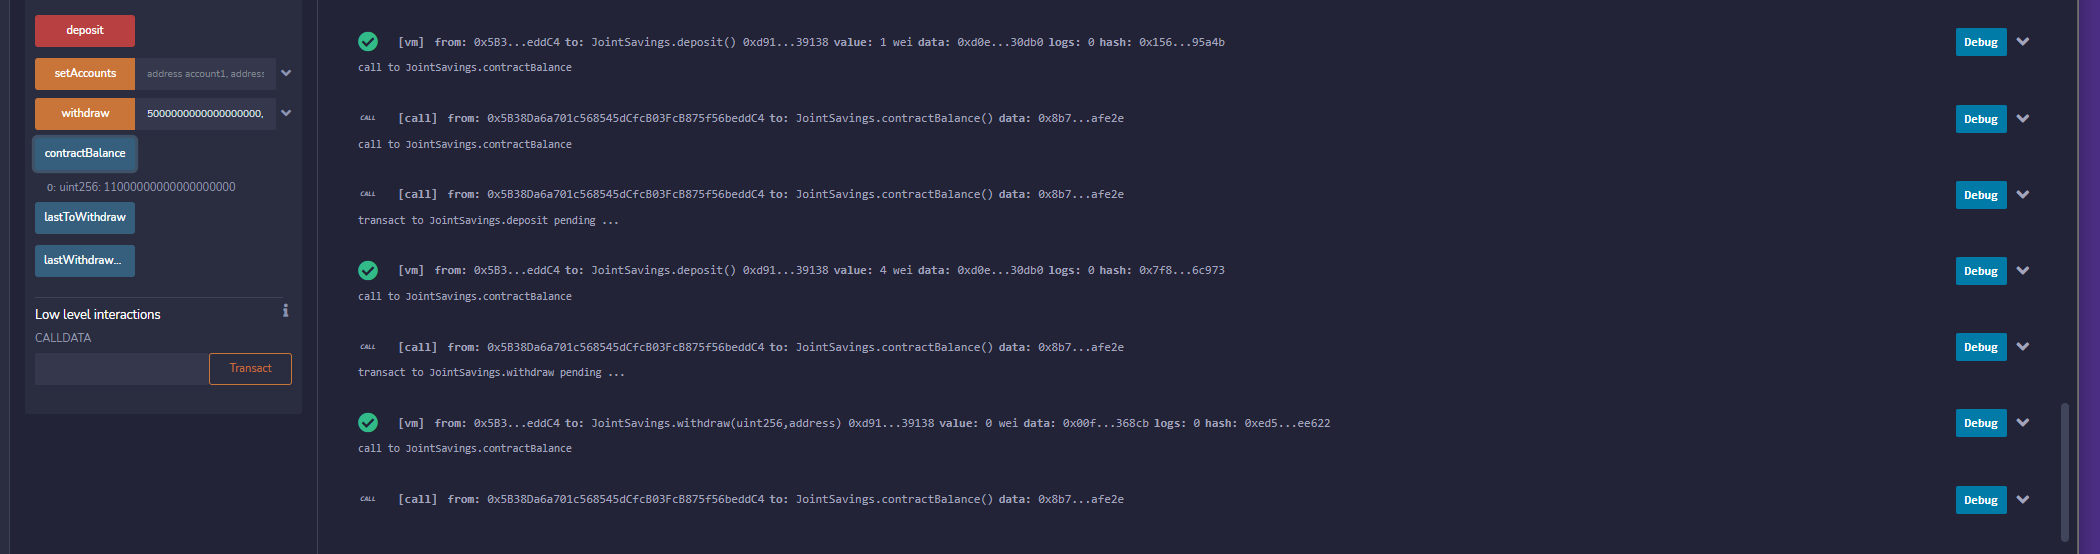 deposit
setAccounts
address account1, address
withdraw
5000000000000000000,
contractBalance
0: uint256: 11000000000000000000
lastToWithdraw
lastWithdraw...
Low level interactions
i
CALLDATA
Transact
[vm] from: 0x5B3...eddC4 to: JointSavings.deposit() 0xd91...39138 value: 1 wei data: 0xd0e...30db0 logs: 0 hash: 0x156...95a4b
Debug
call to JointSavings.contractBalance
CALL [call] from: 0x5B38Da6a701c568545dCfcB03FcB875f56beddC4 to: JointSavings.contractBalance() data: 0x8b7...afe2e
Debug
call to JointSavings.contractBalance
CALL [call] from: 0x5B38Da6a701c568545dCfcB03FcB875f56beddC4 to: JointSavings.contractBalance() data: 0x8b7...afe2e
Debug
transact to JointSavings.deposit pending ...
[vm] from: 0x5B3...eddC4 to: JointSavings.deposit() 0xd91...39138 value: 4 wei data: 0xd0e...30db0 logs: 0 hash: 0x7f8...6c973
Debug
call to JointSavings.contractBalance
CALL [call] from: 0x5B38Da6a701c568545dCfcB03FcB875f56beddC4 to: JointSavings.contractBalance() data: 0x8b7...afe2e
Debug
transact to JointSavings.withdraw pending ...
[vm] from: 0x5B3...eddC4 to: JointSavings.withdraw(uint256,address) 0xd91...39138 value: 0 wei data: 0x00f...368cb logs: 0 hash: 0xed5...ee622
Debug
call to JointSavings.contractBalance
CALL [call] from: 0x5B38Da6a701c568545dCfcB03FcB875f56beddC4 to: JointSavings.contractBalance() data: 0x8b7...afe2e
Debug